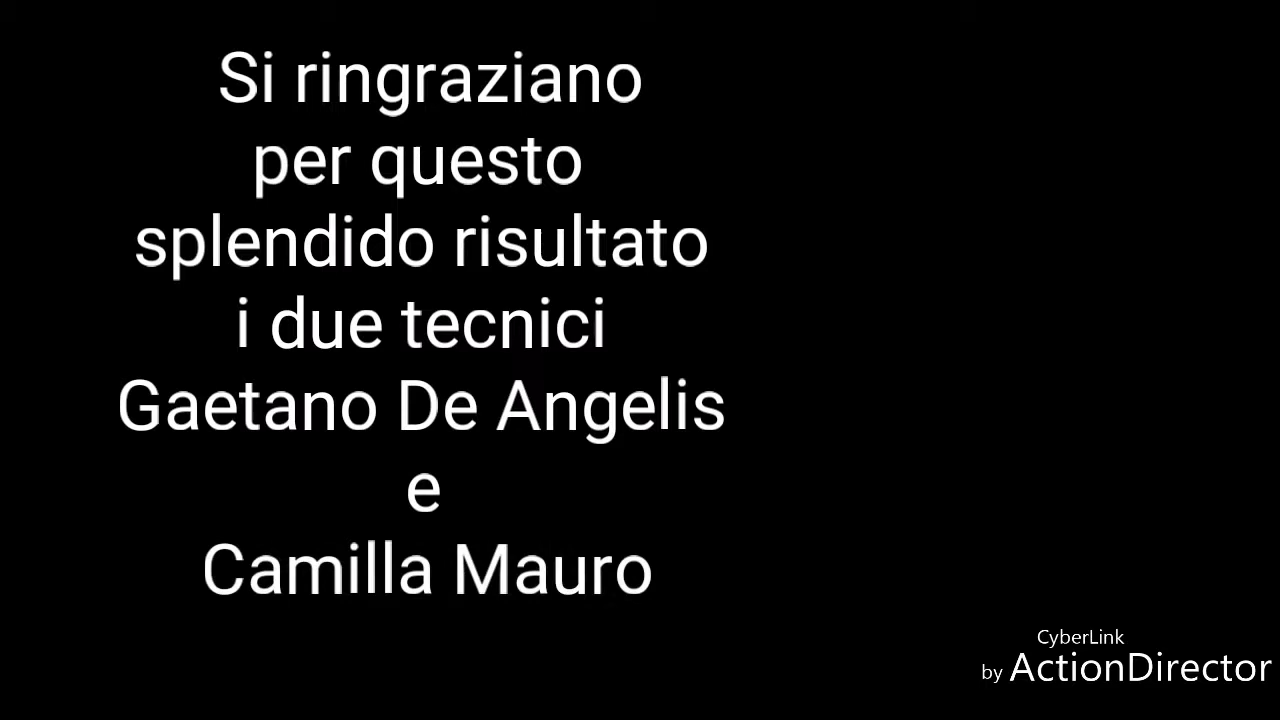 Si ringraziano
per questo
splendido risultato
i due tecnici
Gaetano De Angelis
e
Camilla Mauro
CyberLink
by ActionDirector